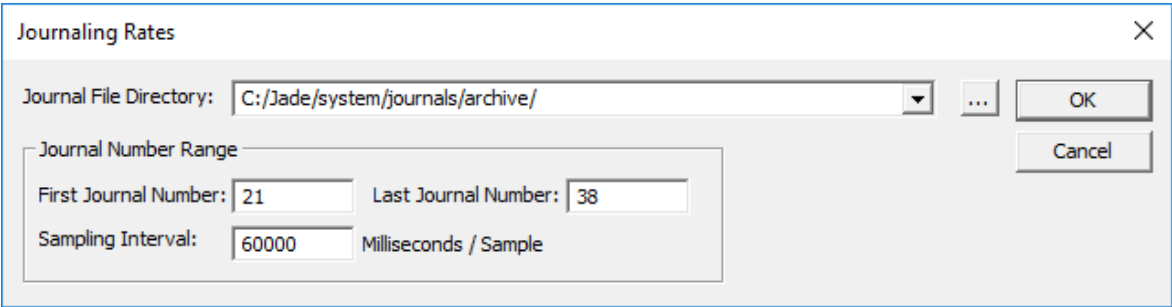 Journaling Rates
Journal File Directory: C:/Jade/system/journals/archive/ ... OK
Journal Number Range Cancel
First Journal Number: 21 Last Journal Number: 38
Sampling Interval: 60000 Milliseconds / Sample